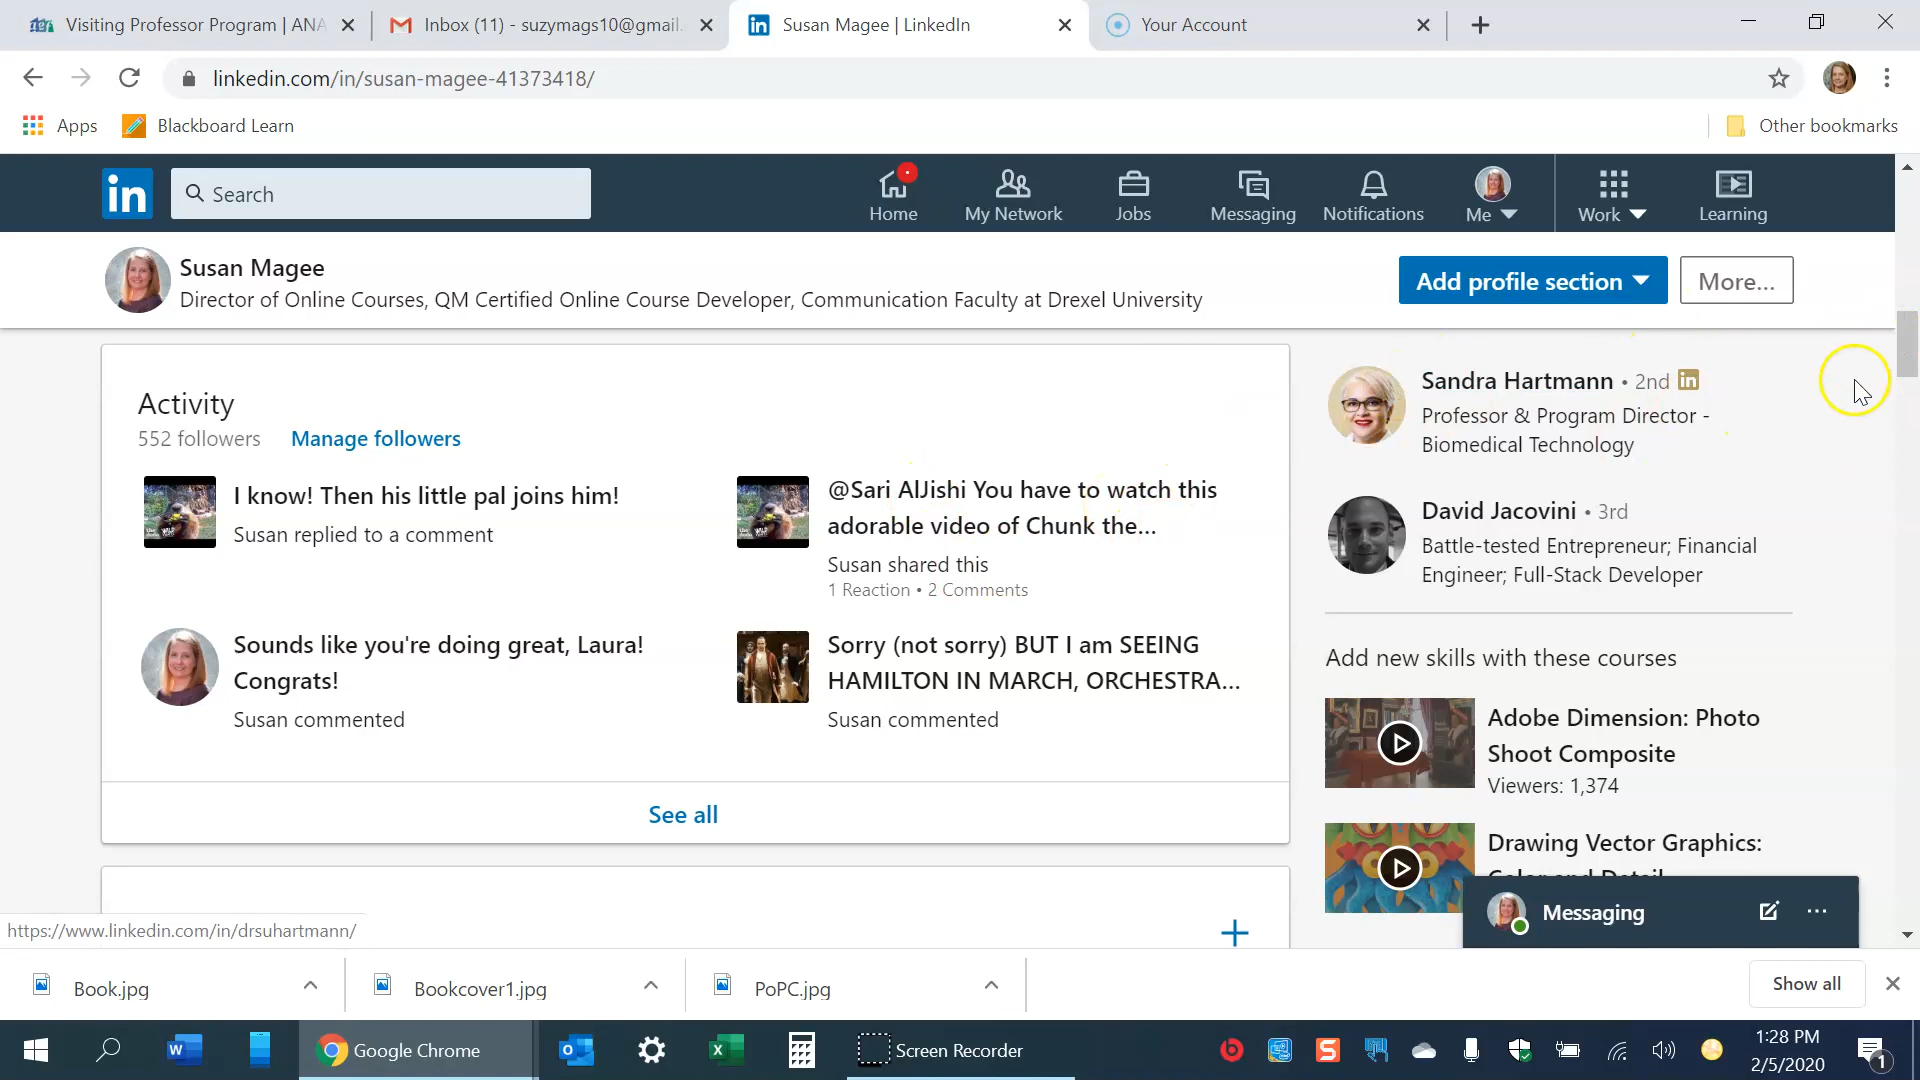 Visiting Professor Program | ANA
Inbox (11) - suzymags10@gmail.
Susan Magee | LinkedIn
Your Account
linkedin.com/in/susan-magee-41373418/
Apps
Blackboard Learn
Other bookmarks
in
Search
Home
My Network
Jobs
Messaging
Notifications
Me
Work
Learning
Susan Magee
Director of Online Courses, QM Certified Online Course Developer, Communication Faculty at Drexel University
Add profile section
More...
Activity
552 followers
Manage followers
I know! Then his little pal joins him!
Susan replied to a comment
@Sari AlJishi You have to watch this
adorable video of Chunk the...
Susan shared this
1 Reaction • 2 Comments
Sounds like you're doing great, Laura!
Congrats!
Susan commented
Sorry (not sorry) BUT I am SEEING
HAMILTON IN MARCH, ORCHESTRA...
Susan commented
See all
Sandra Hartmann • 2nd in
Professor & Program Director -
Biomedical Technology
David Jacovini • 3rd
Battle-tested Entrepreneur; Financial
Engineer; Full-Stack Developer
Add new skills with these courses
Adobe Dimension: Photo
Shoot Composite
Viewers: 1,374
Drawing Vector Graphics:
Color and Detail
Messaging
https://www.linkedin.com/in/drsuhartmann/
Book.jpg
Bookcover1.jpg
PoPC.jpg
Show all
Google Chrome
Screen Recorder
1:28 PM
2/5/2020
1